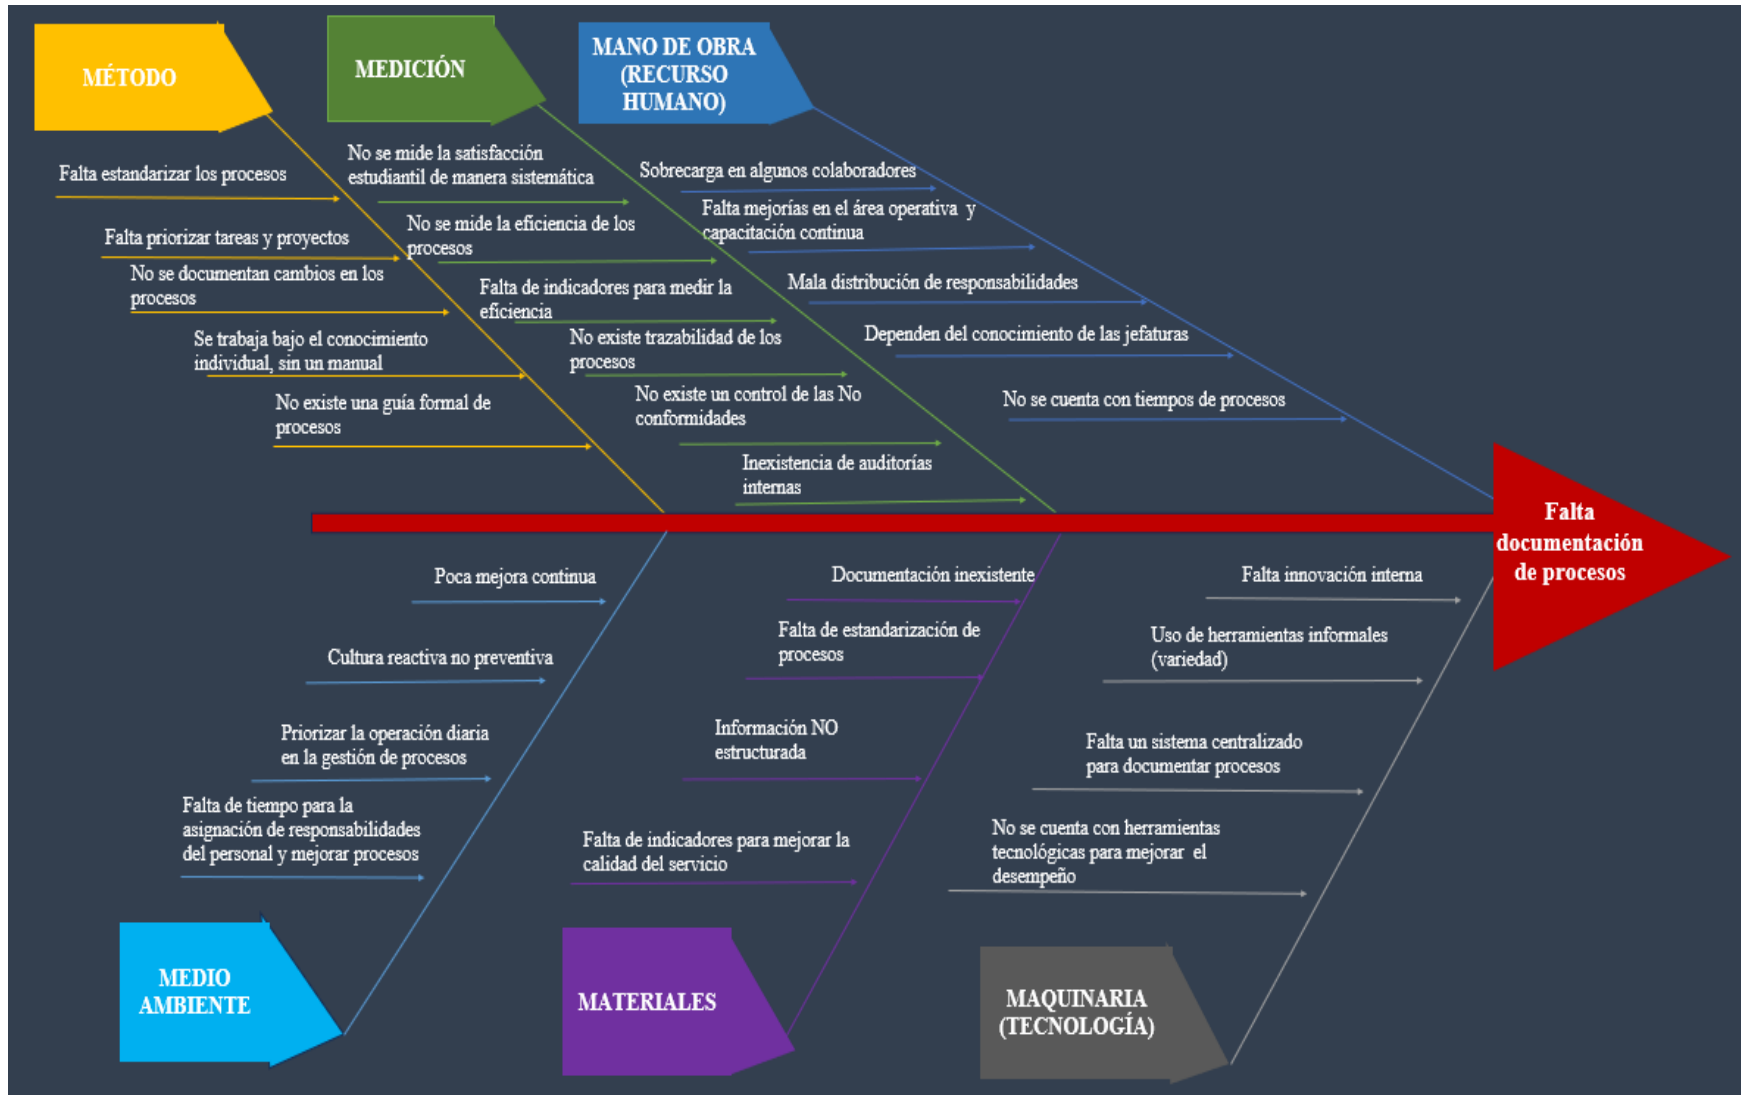 MÉTODO
Falta estandarizar los procesos
Falta priorizar tareas y proyectos
No se documentan cambios en los
procesos
Se trabaja bajo el conocimiento
individual, sin un manual
No existe una guía formal de
procesos
MEDICIÓN
No se mide la satisfacción
estudiantil de manera sistemática
No se mide la eficiencia de los
procesos
Falta de indicadores para medir la
eficiencia
No existe trazabilidad de los
procesos
No existe un control de las No
conformidades
Inexistencia de auditorías
internas
MANO DE OBRA
(RECURSO
HUMANO)
Sobrecarga en algunos colaboradores
Falta mejorías en el área operativa y
capacitación continua
Mala distribución de responsabilidades
Dependen del conocimiento de las jefaturas
No se cuenta con tiempos de procesos
Falta
documentación
de procesos
Poca mejora continua
Cultura reactiva no preventiva
Priorizar la operación diaria
en la gestión de procesos
Falta de tiempo para la
asignación de responsabilidades
del personal y mejorar procesos
MEDIO
AMBIENTE
Documentación inexistente
Falta de estandarización de
procesos
Información NO
estructurada
Falta de indicadores para mejorar la
calidad del servicio
MATERIALES
Falta innovación interna
Uso de herramientas informales
(variedad)
Falta un sistema centralizado
para documentar procesos
No se cuenta con herramientas
tecnológicas para mejorar el
desempeño
MAQUINARIA
(TECNOLOGÍA)